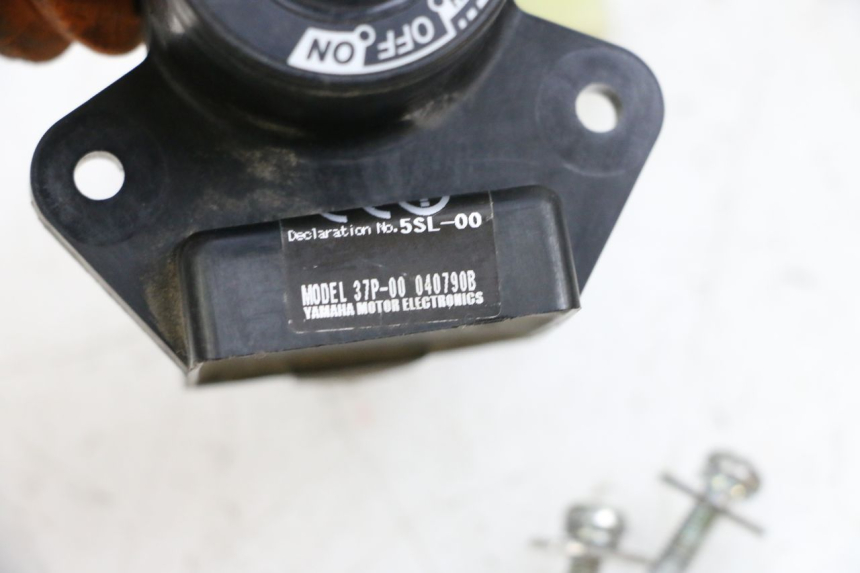 ON OFF
Declaration No.5SL-00
MODEL 37P-00 040790B
YAMAHA MOTOR ELECTRONICS